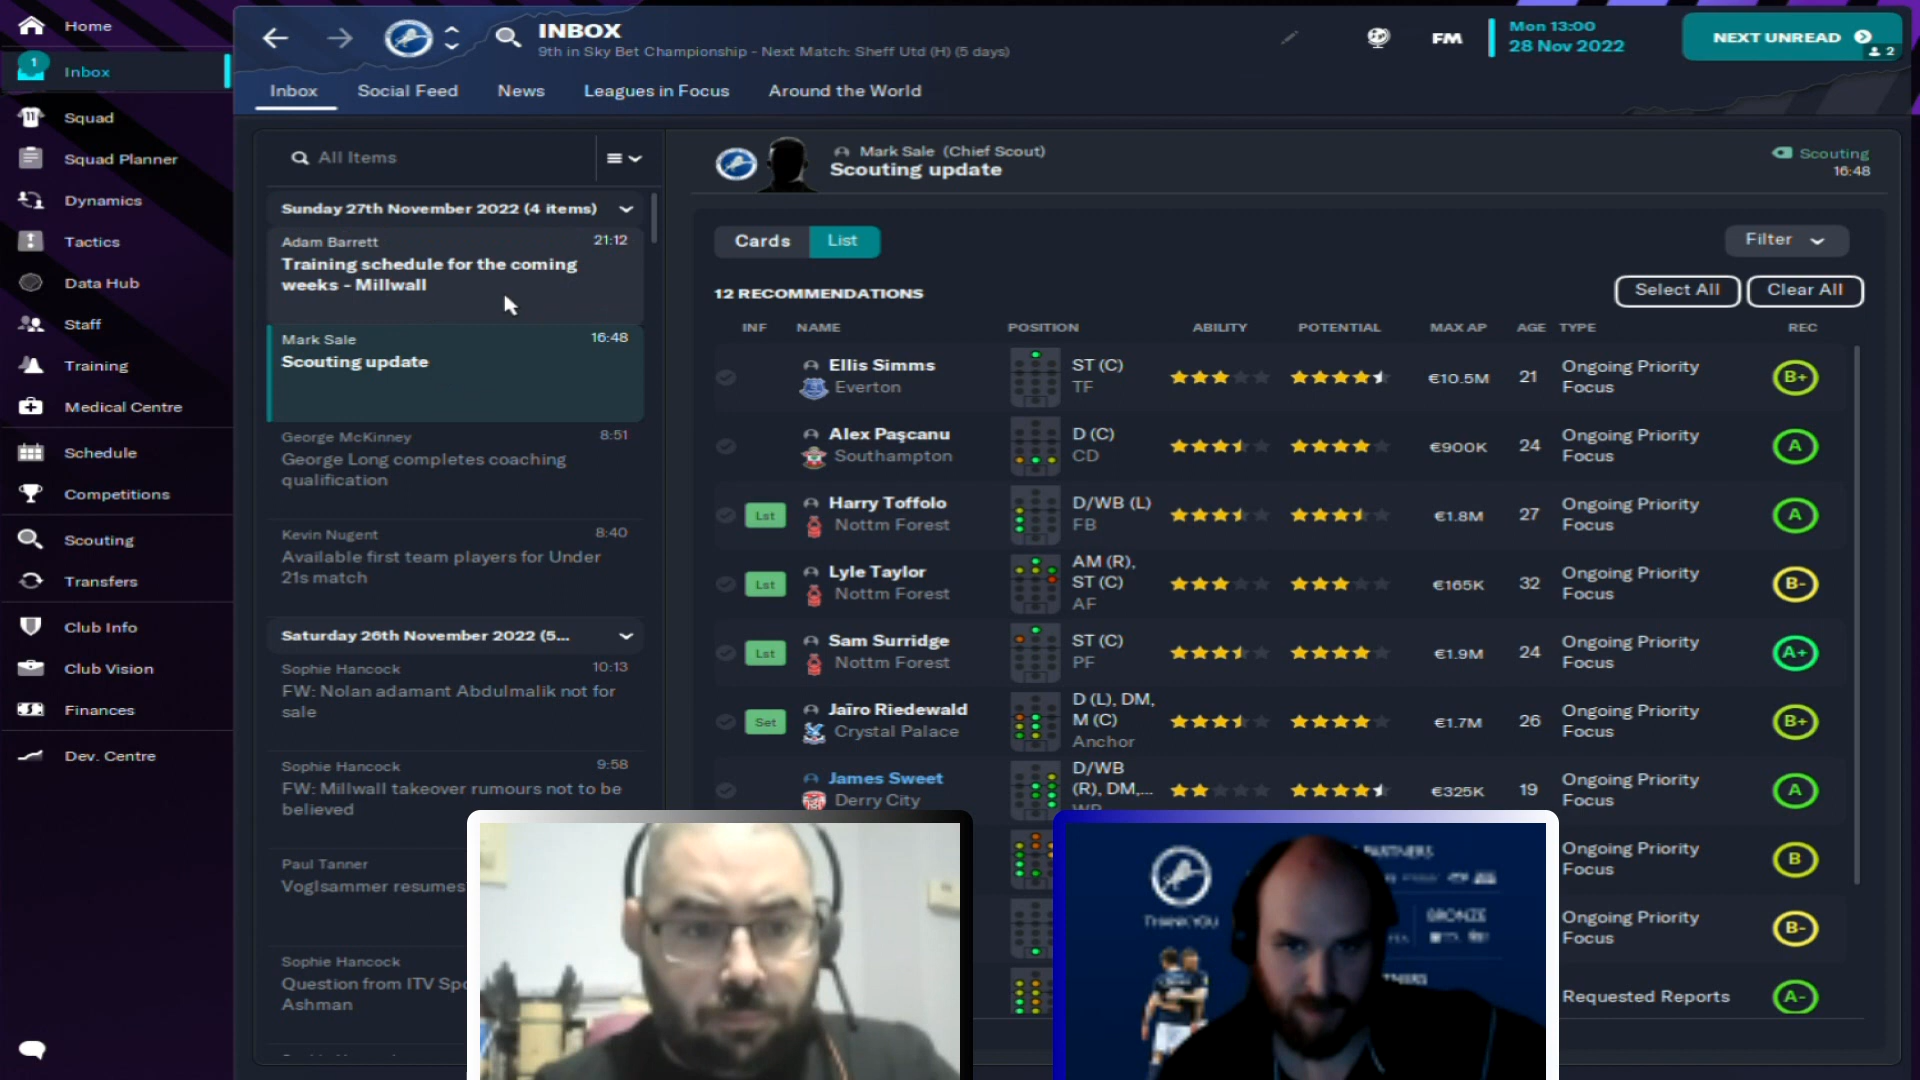 Home
1
Inbox
Squad
Squad Planner
Dynamics
Tactics
Data Hub
Staff
Training
Medical Centre
Schedule
Competitions
Scouting
Transfers
Club Info
Club Vision
Finances
Dev. Centre
INBOX
9th in Sky Bet Championship - Next Match: Sheff Utd (H) (5 days)
FM
Mon 13:00
28 Nov 2022
NEXT UNREAD
2
Inbox Social Feed News Leagues in Focus Around the World
All Items
Sunday 27th November 2022 (4 items)
Adam Barrett 21:12
Training schedule for the coming
weeks - Millwall
Mark Sale 16:48
Scouting update
George McKinney 8:51
George Long completes coaching
qualification
Kevin Nugent 8:40
Available first team players for Under
21s match
Saturday 26th November 2022 (5...
Sophie Hancock 10:13
FW: Nolan adamant Abdulmalik not for
sale
Sophie Hancock 9:58
FW: Millwall takeover rumours not to be
believed
Paul Tanner
Voglsammer resumes
Sophie Hancock
Question from ITV Spo
Ashman
Mark Sale (Chief Scout)
Scouting update
Scouting
16:48
Cards List
Filter
12 RECOMMENDATIONS
Select All Clear All
INF NAME POSITION ABILITY POTENTIAL MAX AP AGE TYPE REC
Ellis Simms
Everton
ST (C)
TF
€10.5M 21 Ongoing Priority
Focus
B+
Alex Paşcanu
Southampton
D (C)
CD
€900K 24 Ongoing Priority
Focus
A
Lst
Harry Toffolo
Nottm Forest
D/WB (L)
FB
€1.8M 27 Ongoing Priority
Focus
A
Lst
Lyle Taylor
Nottm Forest
AM (R),
ST (C)
AF
€165K 32 Ongoing Priority
Focus
B-
Lst
Sam Surridge
Nottm Forest
ST (C)
PF
€1.9M 24 Ongoing Priority
Focus
A+
Set
Jaïro Riedewald
Crystal Palace
D (L), DM,
M (C)
Anchor
€1.7M 26 Ongoing Priority
Focus
B+
James Sweet
Derry City
D/WB
(R), DM,...
WB
€325K 19 Ongoing Priority
Focus
A
Ongoing Priority
Focus
B
Ongoing Priority
Focus
B-
Requested Reports
A-
THANK YOU
PARTNERS
BRONZE